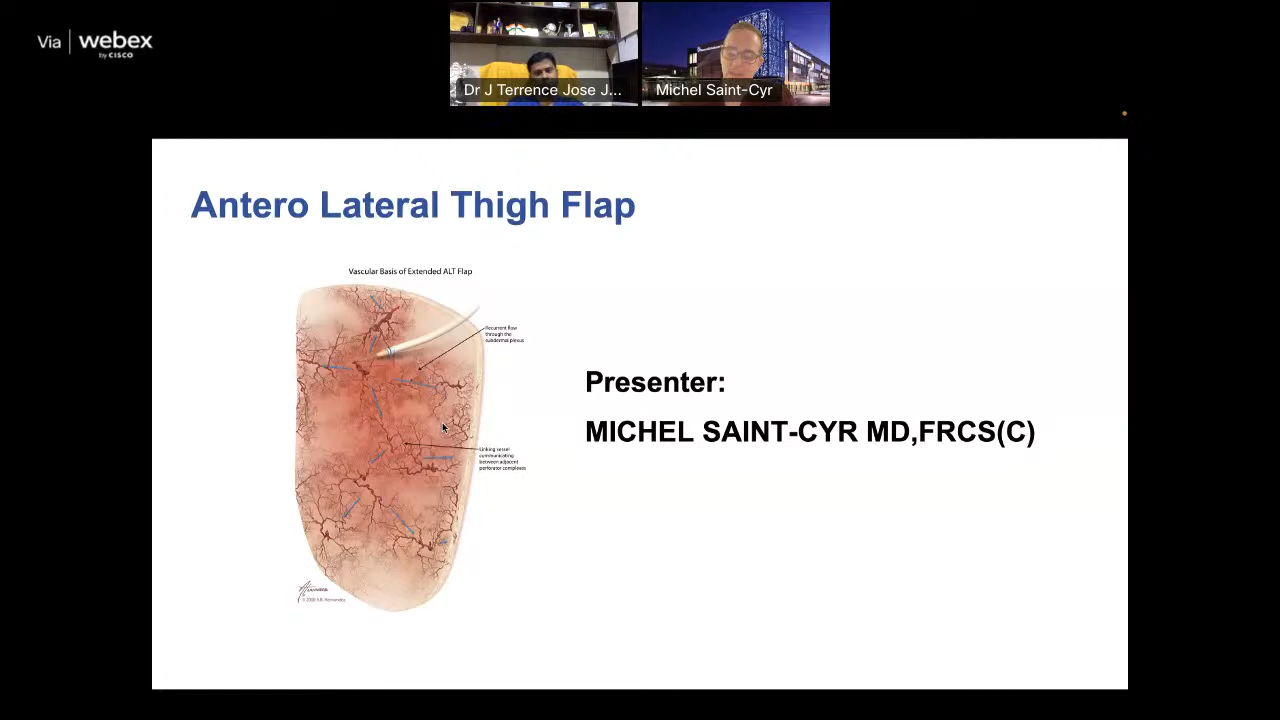 Via webex
by CISCO
Dr J Terrence Jose J...
Michel Saint-Cyr
Antero Lateral Thigh Flap
Vascular Basis of Extended ALT Flap
Recurrent flow
through the
subdermal plexus
Presenter:
MICHEL SAINT-CYR MD,FRCS(C)
Linking vessel
communicating
between adjacent
perforator complexes